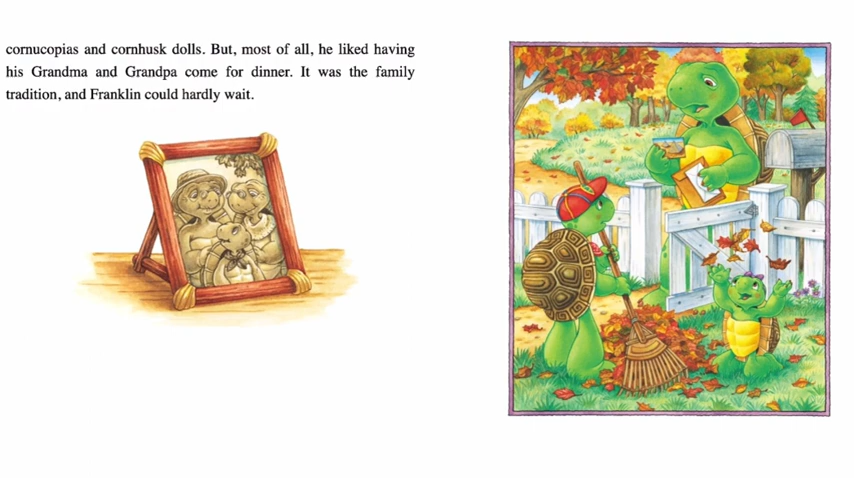 cornucopias and cornhusk dolls. But, most of all, he liked having
his Grandma and Grandpa come for dinner. It was the family
tradition, and Franklin could hardly wait.